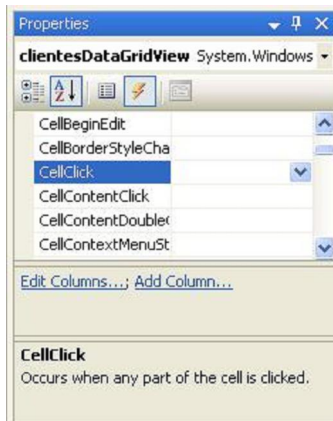 Properties
clientesDataGridView System.Windows
CellBeginEdit
CellBorderStyleCha
CellClick
CellContentClick
CellContentDouble
CellContextMenuSt
Edit Columns...; Add Column...
CellClick
Occurs when any part of the cell is clicked.